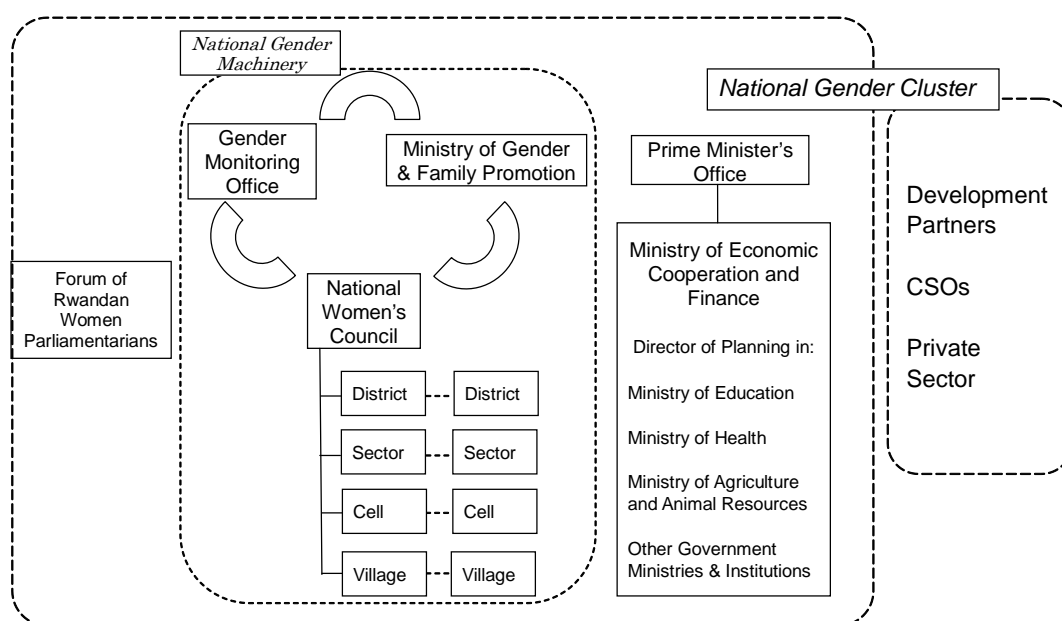 National Gender
Machinery
National Gender Cluster
Gender
Monitoring
Office
Ministry of Gender
& Family Promotion
Prime Minister’s
Office
Development
Partners
CSOs
Private
Sector
Forum of
Rwandan
Women
Parliamentarians
National
Women’s
Council
District
District
Sector
Sector
Cell
Cell
Village
Village
Ministry of Economic
Cooperation and
Finance
Director of Planning in:
Ministry of Education
Ministry of Health
Ministry of Agriculture
and Animal Resources
Other Government
Ministries & Institutions